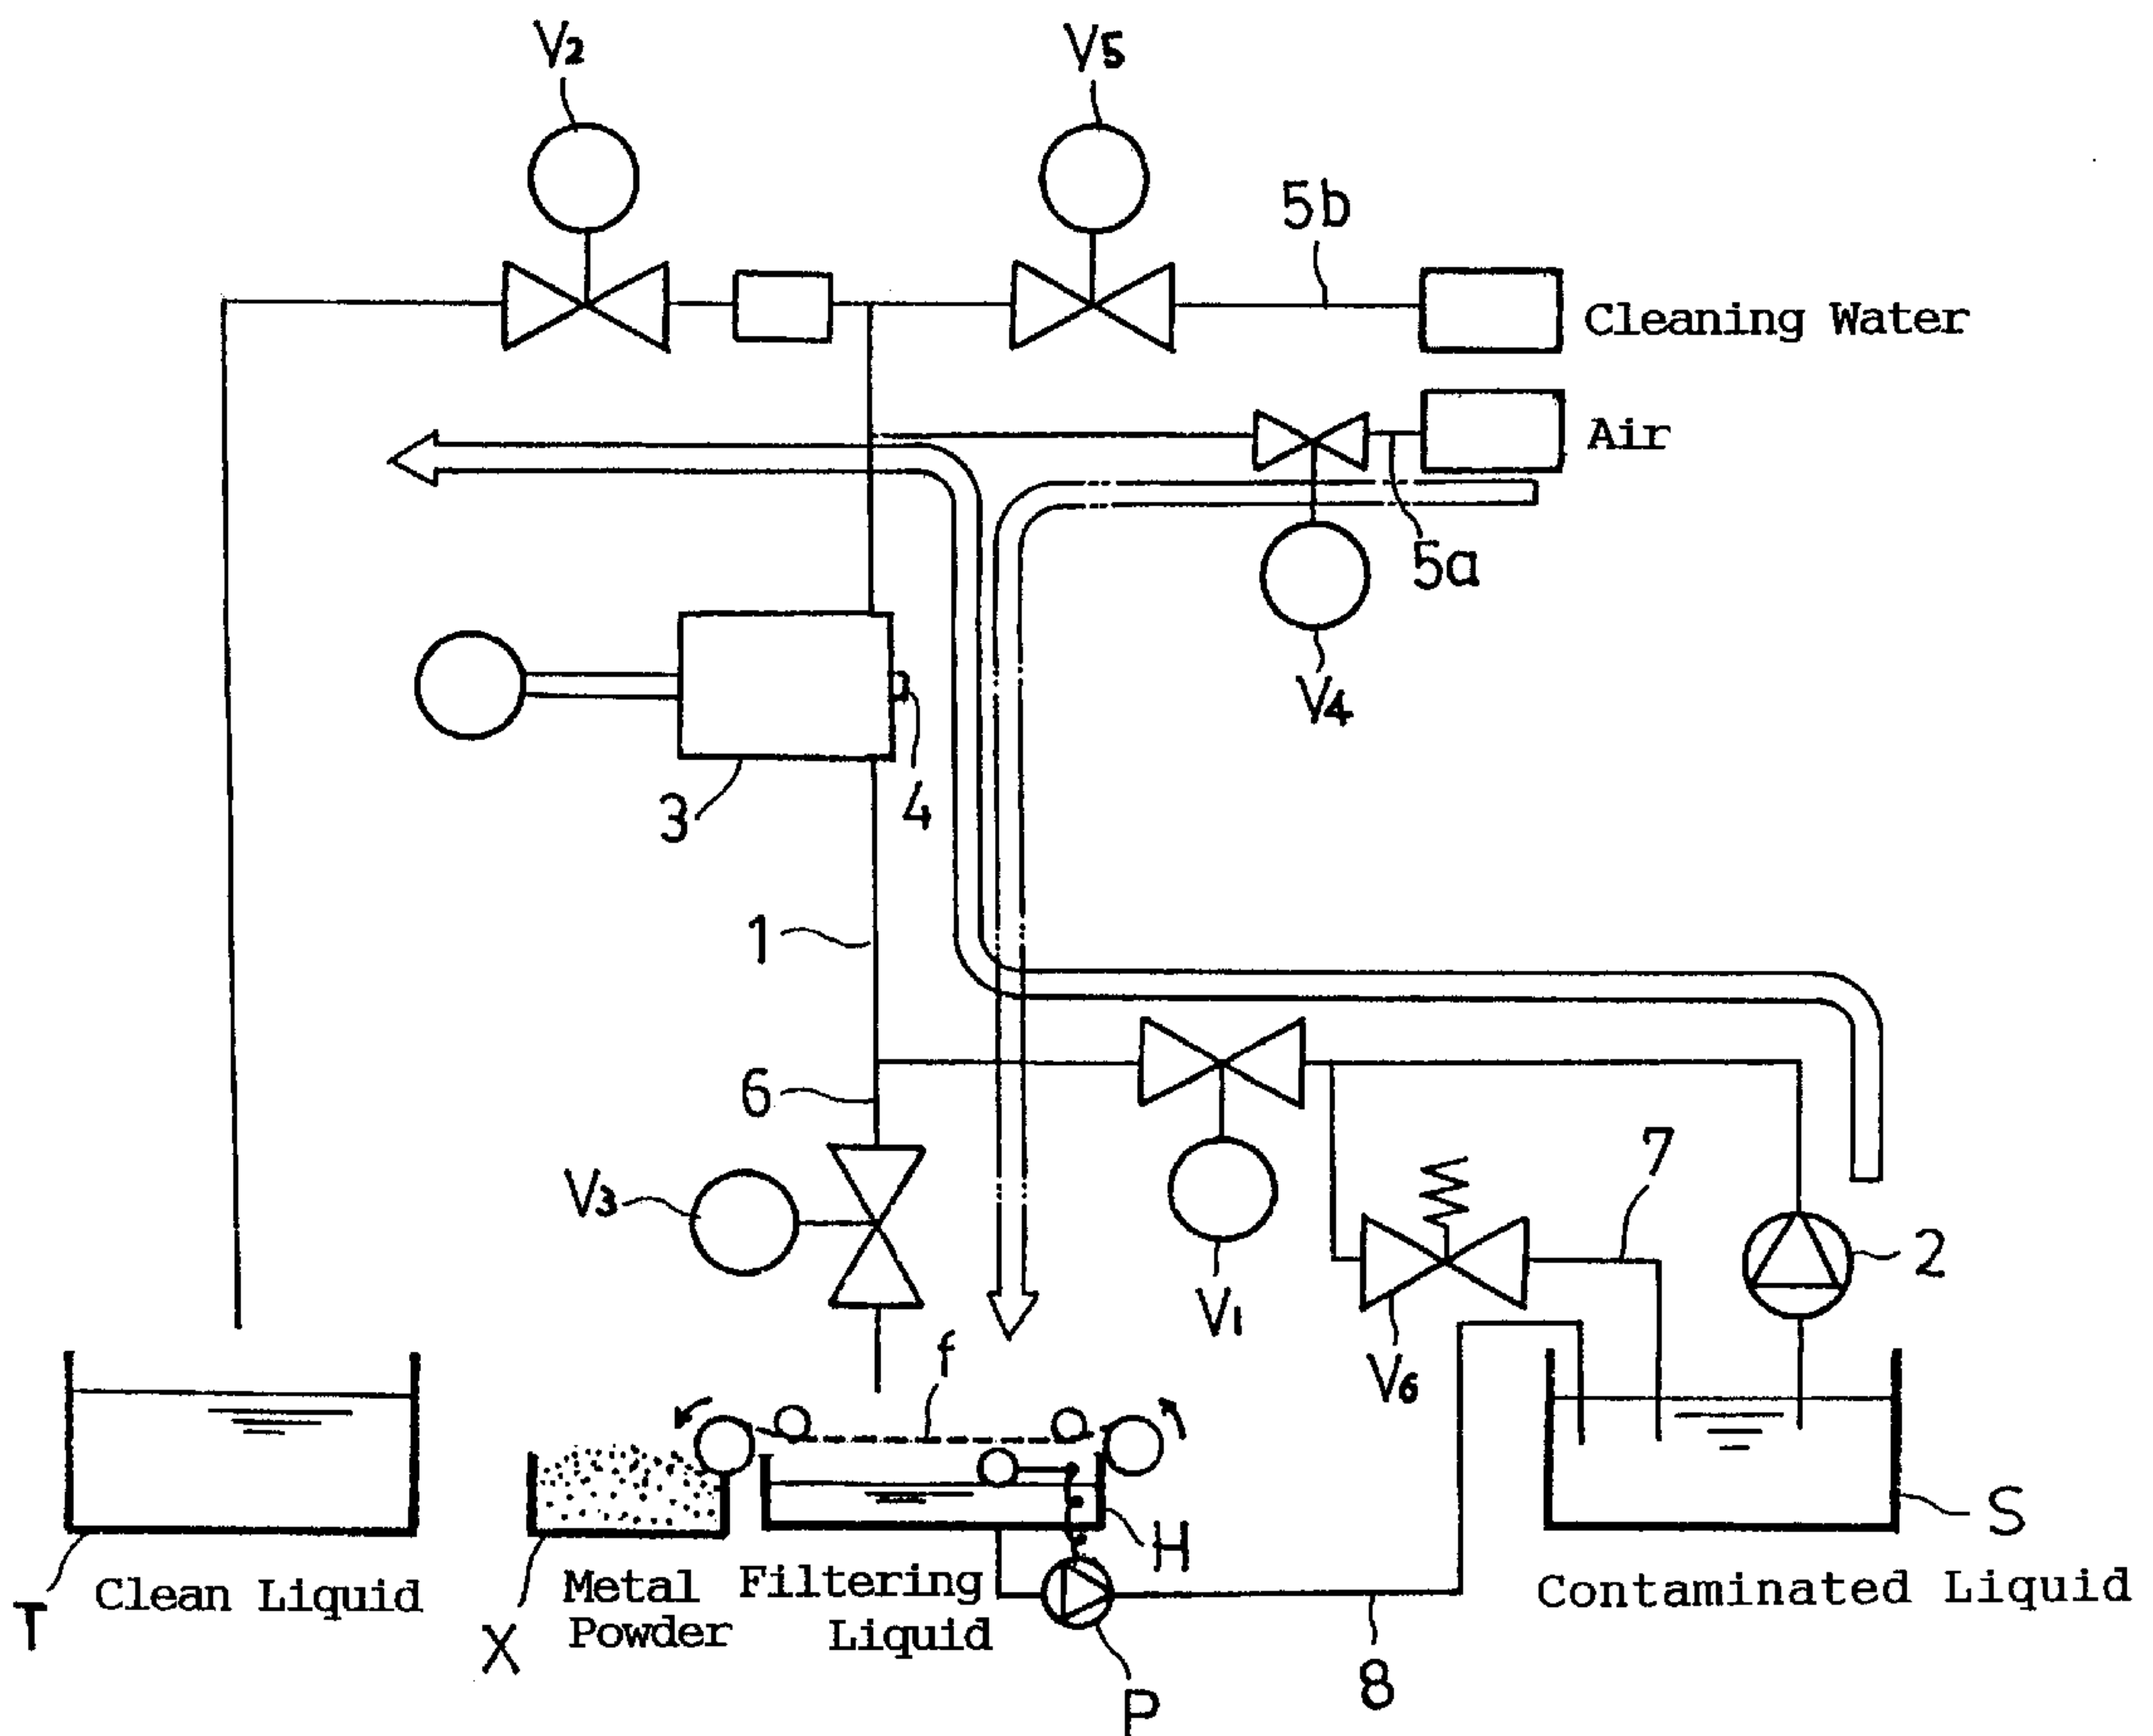 V2
V5
5b
Cleaning Water
Air
5a
V4
3
4
1
6
7
V3
2
V1
V6
f
S
H
T
Clean Liquid
X
Metal
Powder
Filtering
Liquid
Contaminated Liquid
P
8